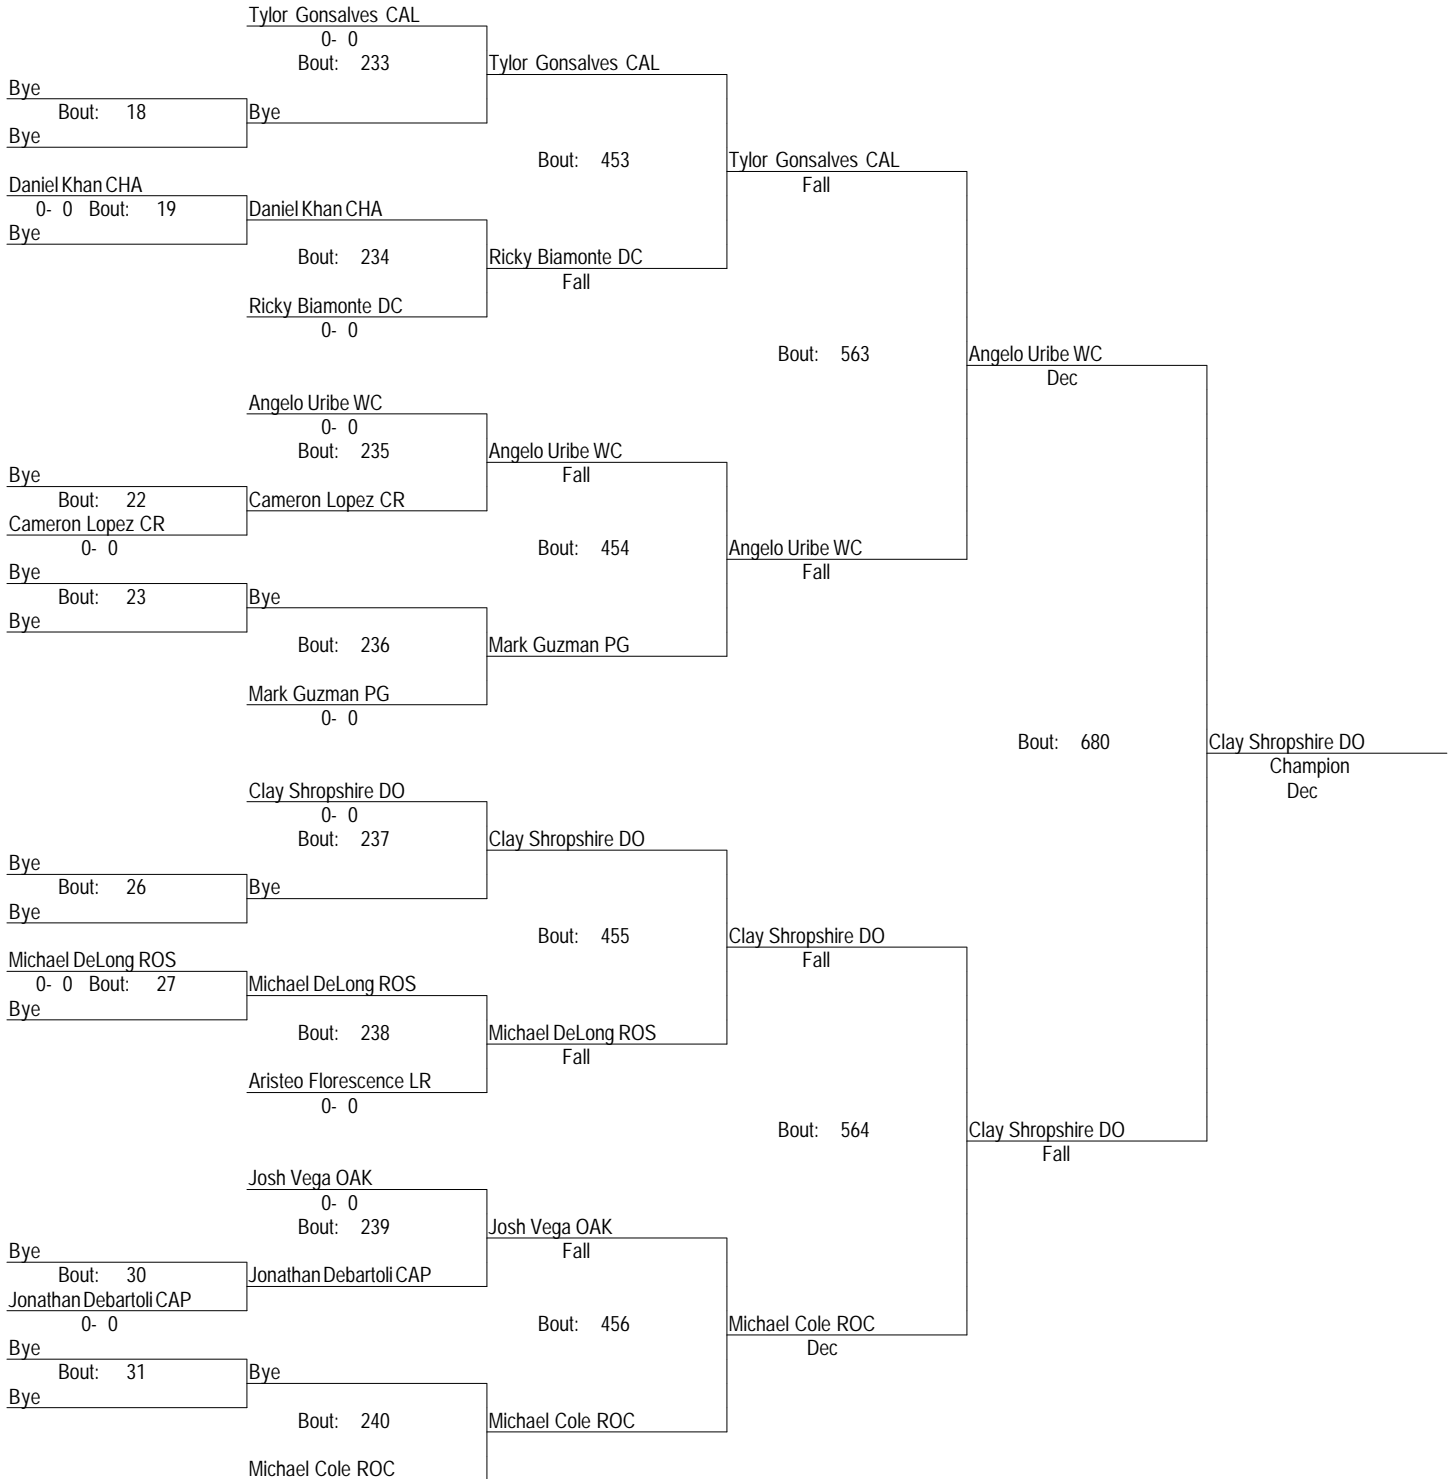 Tylor Gonsalves CAL
0- 0
Bout: 233
Tylor Gonsalves CAL
Bye
Bout: 18
Bye
Bye
Bout: 453
Tylor Gonsalves CAL
Fall
Daniel Khan CHA
0- 0 Bout: 19
Daniel Khan CHA
Bye
Bout: 234
Ricky Biamonte DC
Fall
Ricky Biamonte DC
0- 0
Bout: 563
Angelo Uribe WC
Dec
Angelo Uribe WC
0- 0
Bout: 235
Angelo Uribe WC
Fall
Bye
Bout: 22
Cameron Lopez CR
Cameron Lopez CR
0- 0
Bout: 454
Angelo Uribe WC
Fall
Bye
Bout: 23
Bye
Bye
Bout: 236
Mark Guzman PG
Mark Guzman PG
0- 0
Bout: 680
Clay Shropshire DO
Champion
Dec
Clay Shropshire DO
0- 0
Bout: 237
Clay Shropshire DO
Bye
Bout: 26
Bye
Bye
Bout: 455
Clay Shropshire DO
Fall
Michael DeLong ROS
0- 0 Bout: 27
Michael DeLong ROS
Bye
Bout: 238
Michael DeLong ROS
Fall
Aristeo Florescence LR
0- 0
Bout: 564
Clay Shropshire DO
Fall
Josh Vega OAK
0- 0
Bout: 239
Josh Vega OAK
Fall
Bye
Bout: 30
Jonathan Debartoli CAP
Jonathan Debartoli CAP
0- 0
Bout: 456
Michael Cole ROC
Dec
Bye
Bout: 31
Bye
Bye
Bout: 240
Michael Cole ROC
Michael Cole ROC